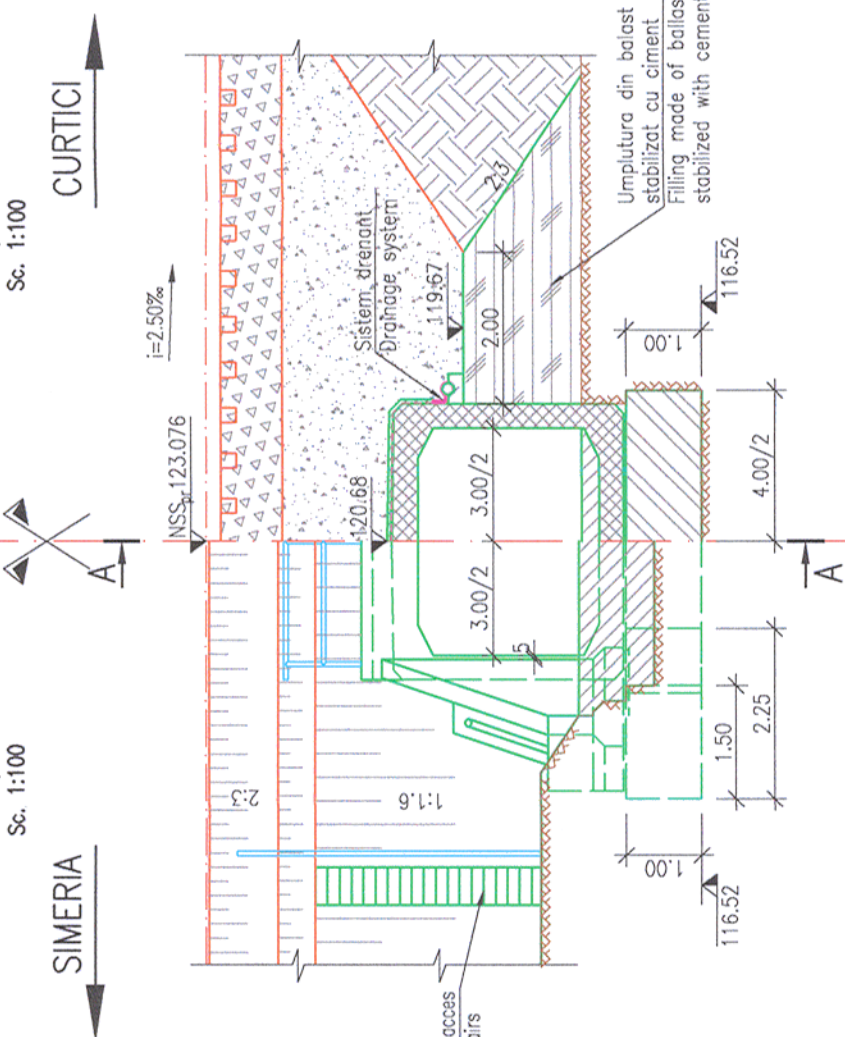 SIMERIA
Sc. 1:100
Sc. 1:100
CURTICI
i=2.50‰
NSSpr 123.076
A
120.68
Sistem drenant
Drainage system
119.67
2.00
2:3
2:3
1:1.6
3.00/2
3.00/2
5
acces
Umplutura din balast
stabilizat cu ciment
Filling made of ballas
stabilized with cement
1.00
116.52
4.00/2
1.50
2.25
1.00
116.52
A